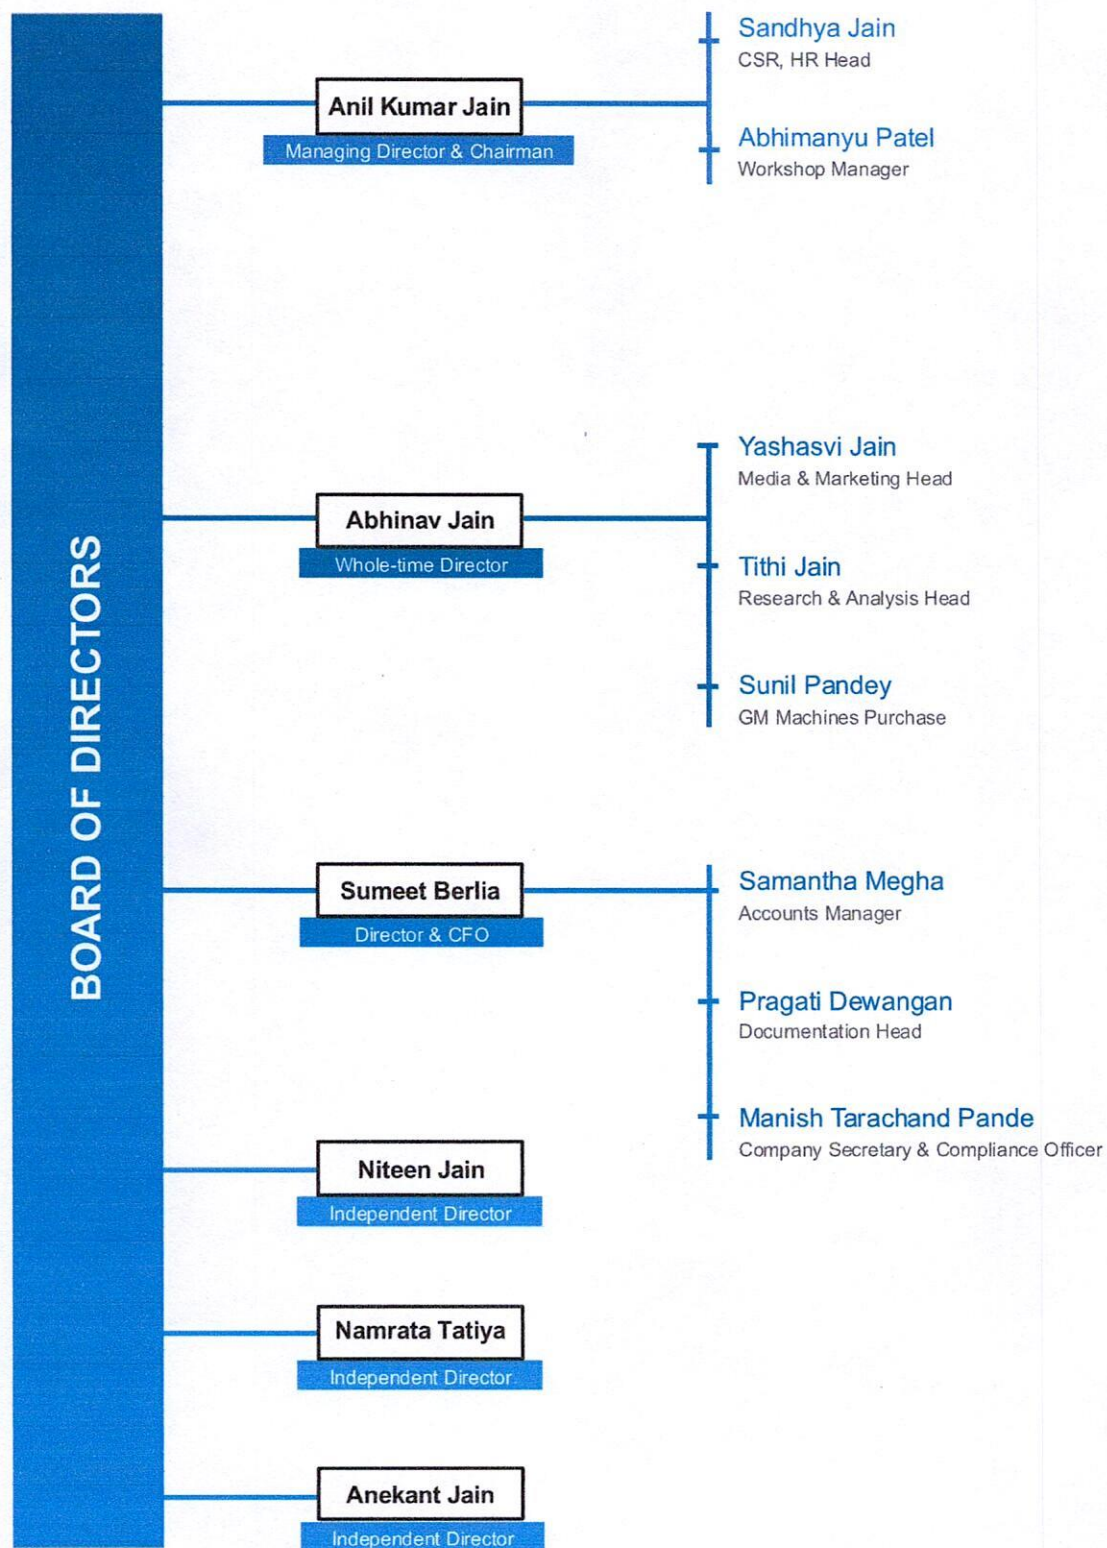 BOARD OF DIRECTORS
Anil Kumar Jain
Managing Director & Chairman
Sandhya Jain
CSR, HR Head
Abhimanyu Patel
Workshop Manager
Abhinav Jain
Whole-time Director
Yashasvi Jain
Media & Marketing Head
Tithi Jain
Research & Analysis Head
Sunil Pandey
GM Machines Purchase
Sumeet Berlia
Director & CFO
Samantha Megha
Accounts Manager
Pragati Dewangan
Documentation Head
Manish Tarachand Pande
Company Secretary & Compliance Officer
Niteen Jain
Independent Director
Namrata Tatiya
Independent Director
Anekant Jain
Independent Director